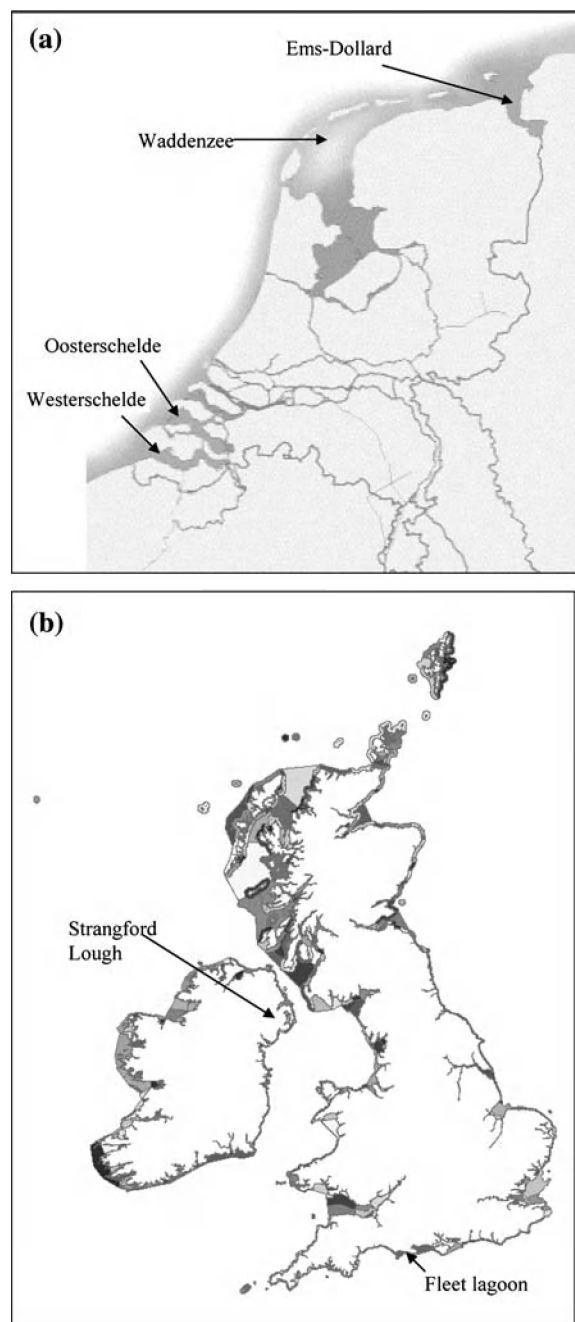 (a)
Ems-Dollard
Waddenzee
Oosterschelde
Westerschelde
(b)
Strangford
Lough
Fleet lagoon